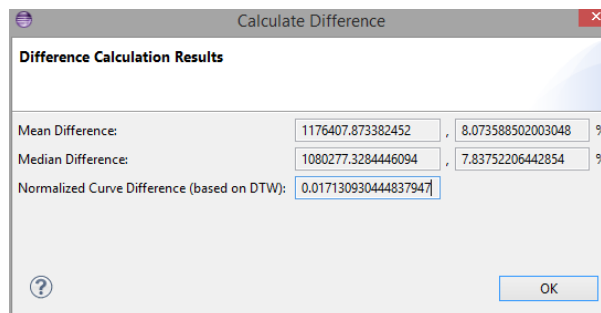 Calculate Difference
Difference Calculation Results
Mean Difference: 1176407.873382452 , 8.073588502003048 %
Median Difference: 1080277.3284446094 , 7.83752206442854 %
Normalized Curve Difference (based on DTW): 0.017130930444837947
? OK